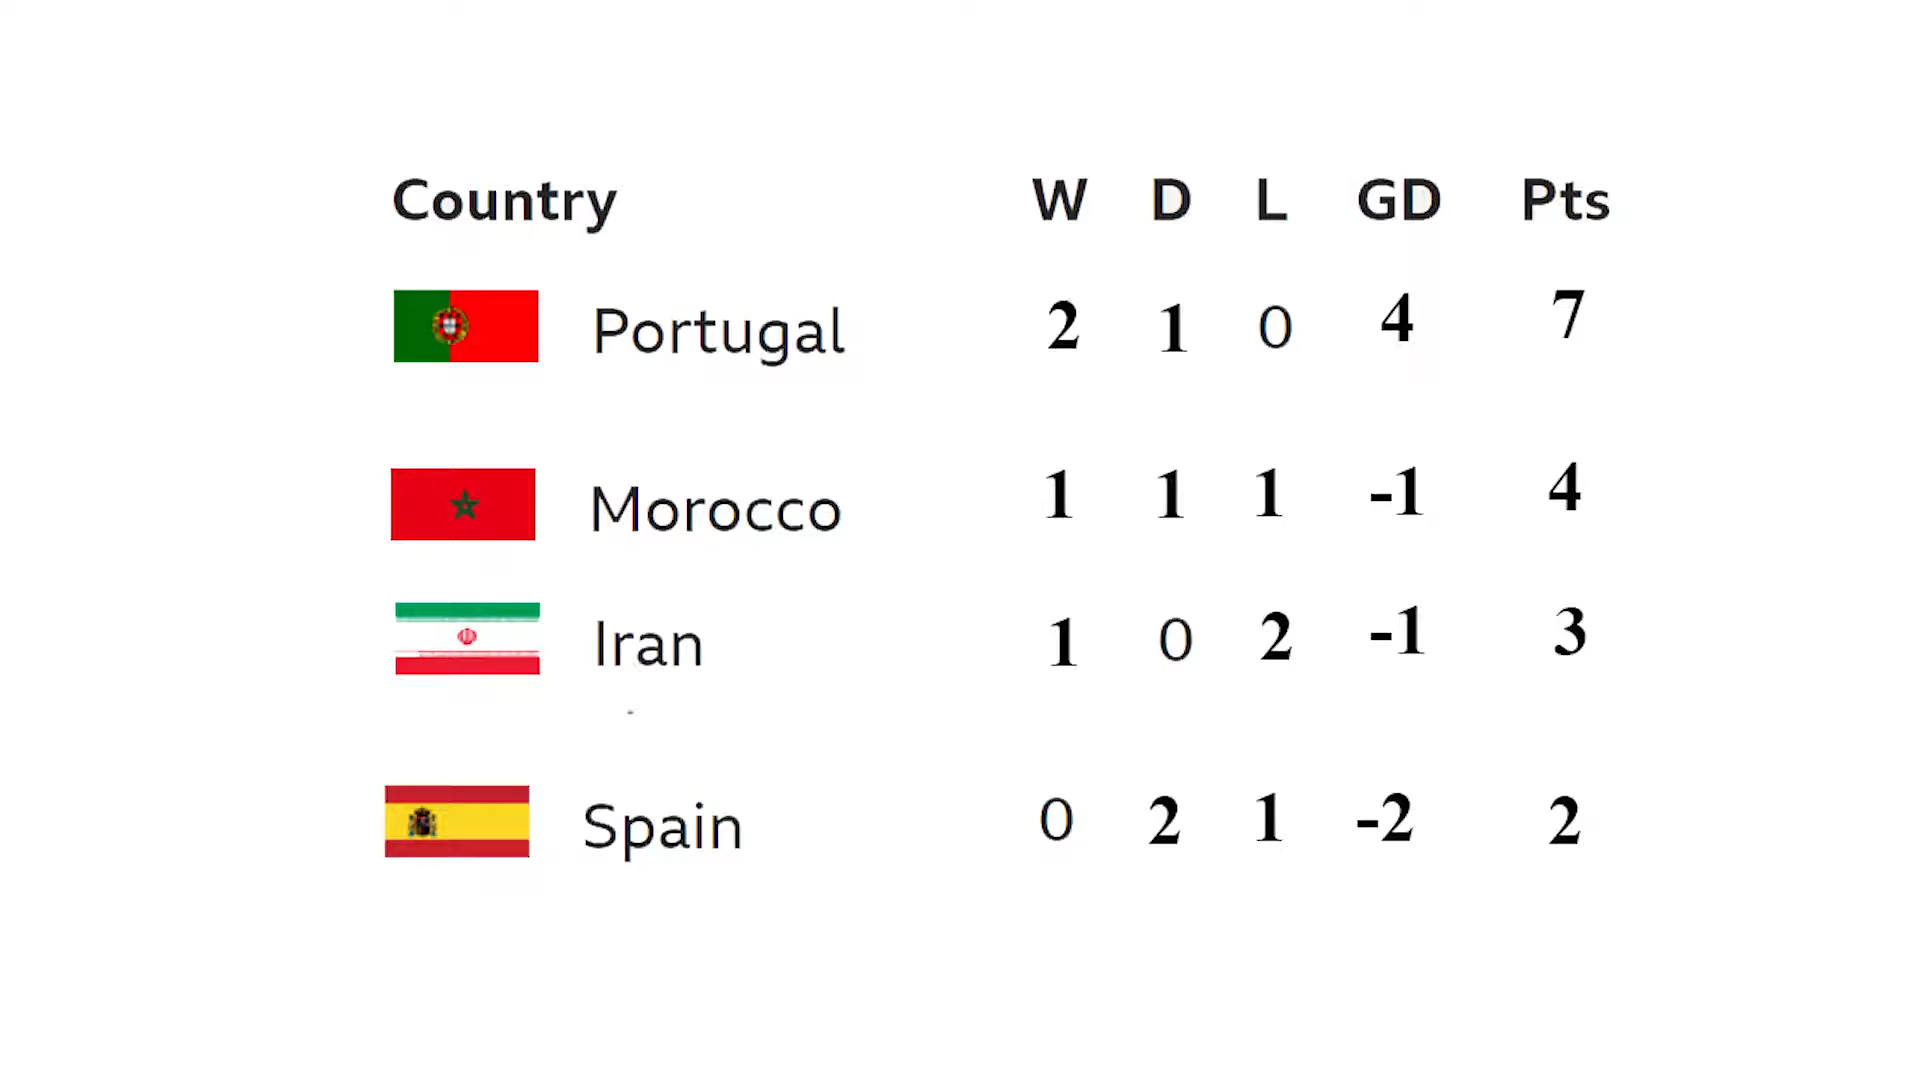 Country W D L GD Pts
Portugal 2 1 0 4 7
Morocco 1 1 1 -1 4
Iran 1 0 2 -1 3
Spain 0 2 1 -2 2